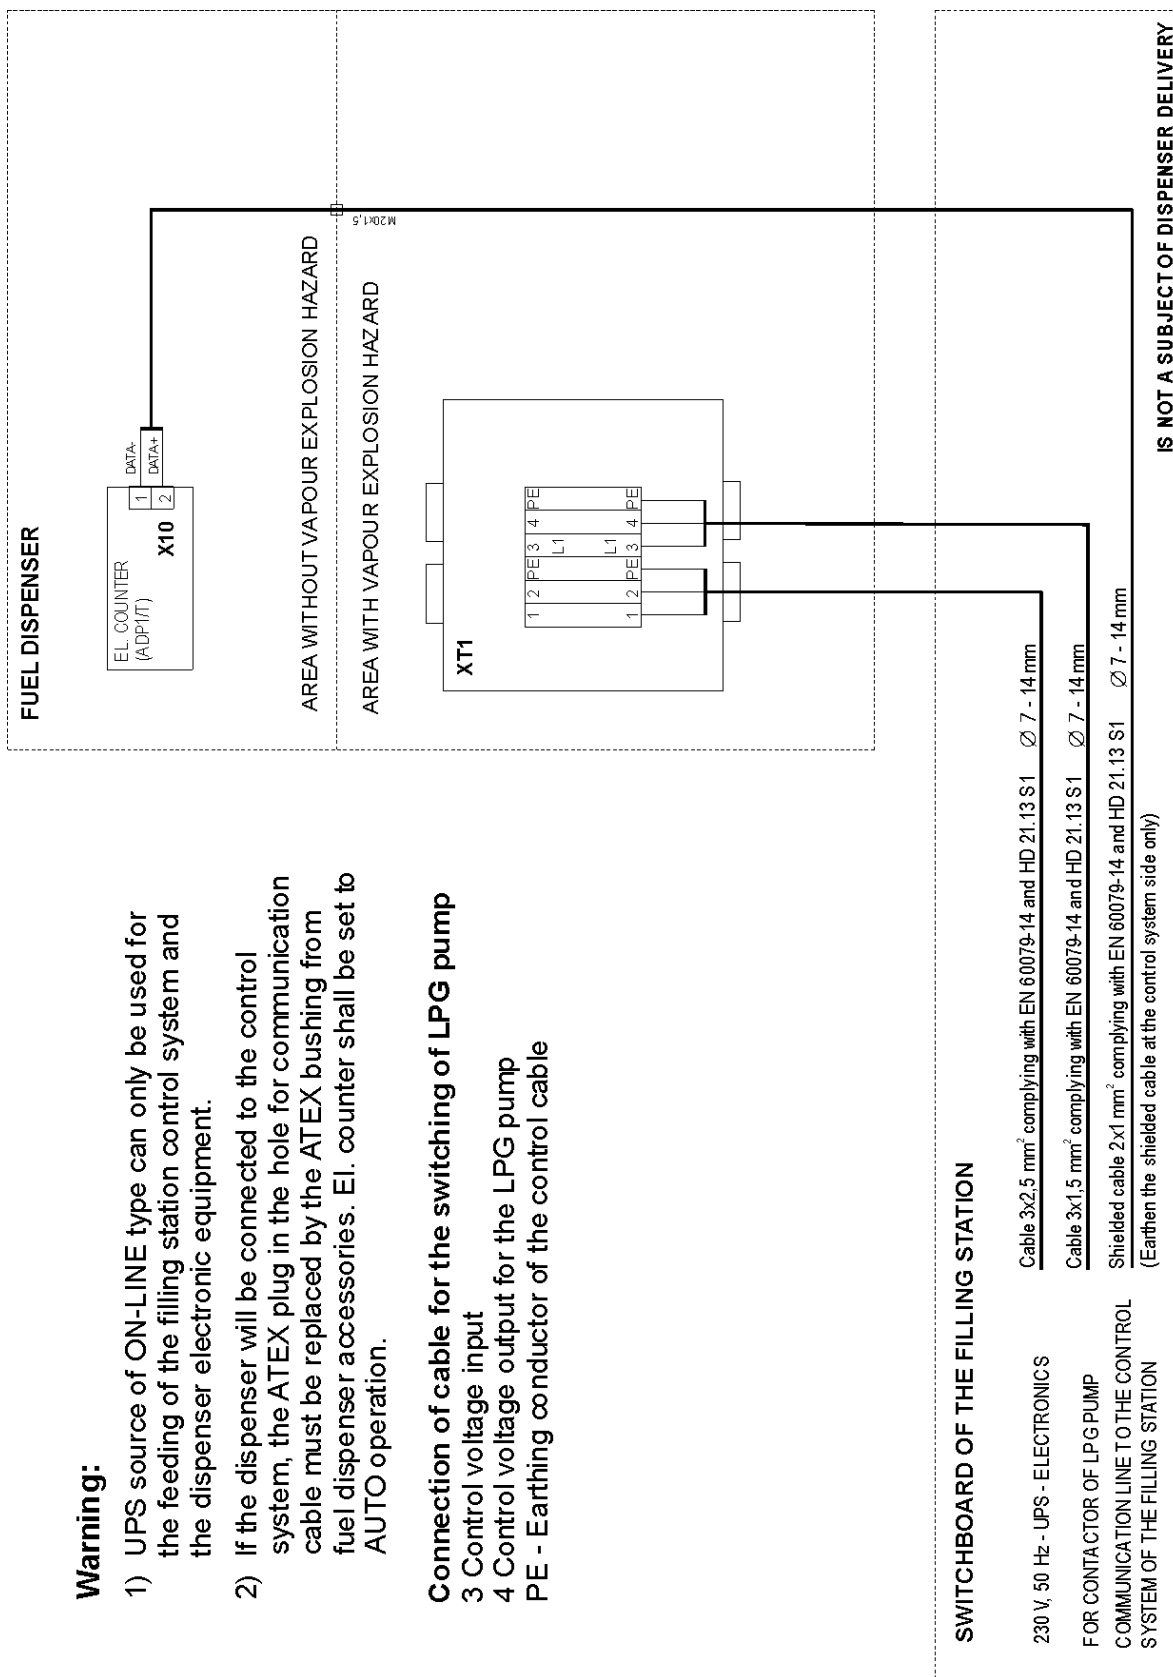 Warning:
1) UPS source of ON-LINE type can only be used for
the feeding of the filling station control system and
the dispenser electronic equipment.
2) If the dispenser will be connected to the control
system, the ATEX plug in the hole for communication
cable must be replaced by the ATEX bushing from
fuel dispenser accessories. El. counter shall be set to
AUTO operation.
Connection of cable for the switching of LPG pump
3 Control voltage input
4 Control voltage output for the LPG pump
PE - Earthing conductor of the control cable
FUEL DISPENSER
EL. COUNTER
(ADP1/T)
X10
1
2
DATA-
DATA+
AREA WITHOUT VAPOUR EXPLOSION HAZARD
M20x1,5
AREA WITH VAPOUR EXPLOSION HAZARD
XT1
1 2 PE 3 4 PE
L1
L1
1 2 PE 3 4 PE
SWITCHBOARD OF THE FILLING STATION
230 V, 50 Hz - UPS - ELECTRONICS
Cable 3x2,5 mm² complying with EN 60079-14 and HD 21.13 S1 ∅ 7 - 14 mm
FOR CONTACTOR OF LPG PUMP
Cable 3x1,5 mm² complying with EN 60079-14 and HD 21.13 S1 ∅ 7 - 14 mm
COMMUNICATION LINE TO THE CONTROL
SYSTEM OF THE FILLING STATION
Shielded cable 2x1 mm² complying with EN 60079-14 and HD 21.13 S1 ∅ 7 - 14 mm
(Earthen the shielded cable at the control system side only)
IS NOT A SUBJECT OF DISPENSER DELIVERY